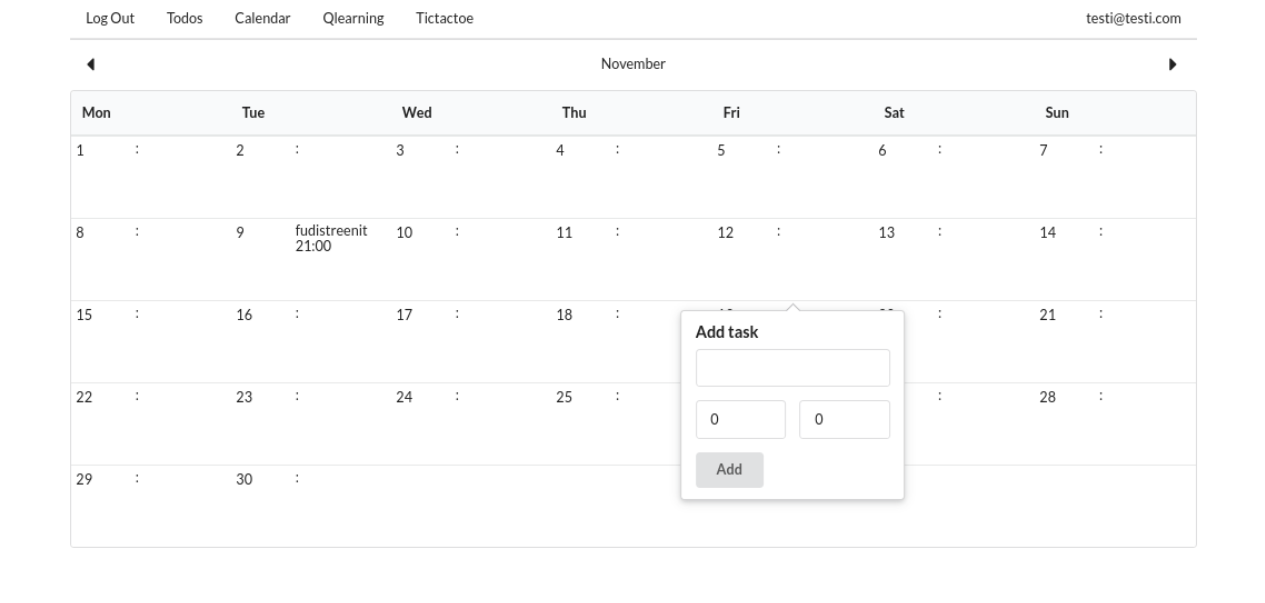 Log Out Todos Calendar Qlearning Tictactoe testi@testi.com
November
Mon Tue Wed Thu Fri Sat Sun
1 : 2 : 3 : 4 : 5 : 6 : 7 :
8 : 9 fudistreenit 10 : 11 : 12 : 13 : 14 :
21:00
15 : 16 : 17 : 18 : : 21 :
Add task
22 : 23 : 24 : 25 : : 28 :
0 0
Add
29 : 30 :